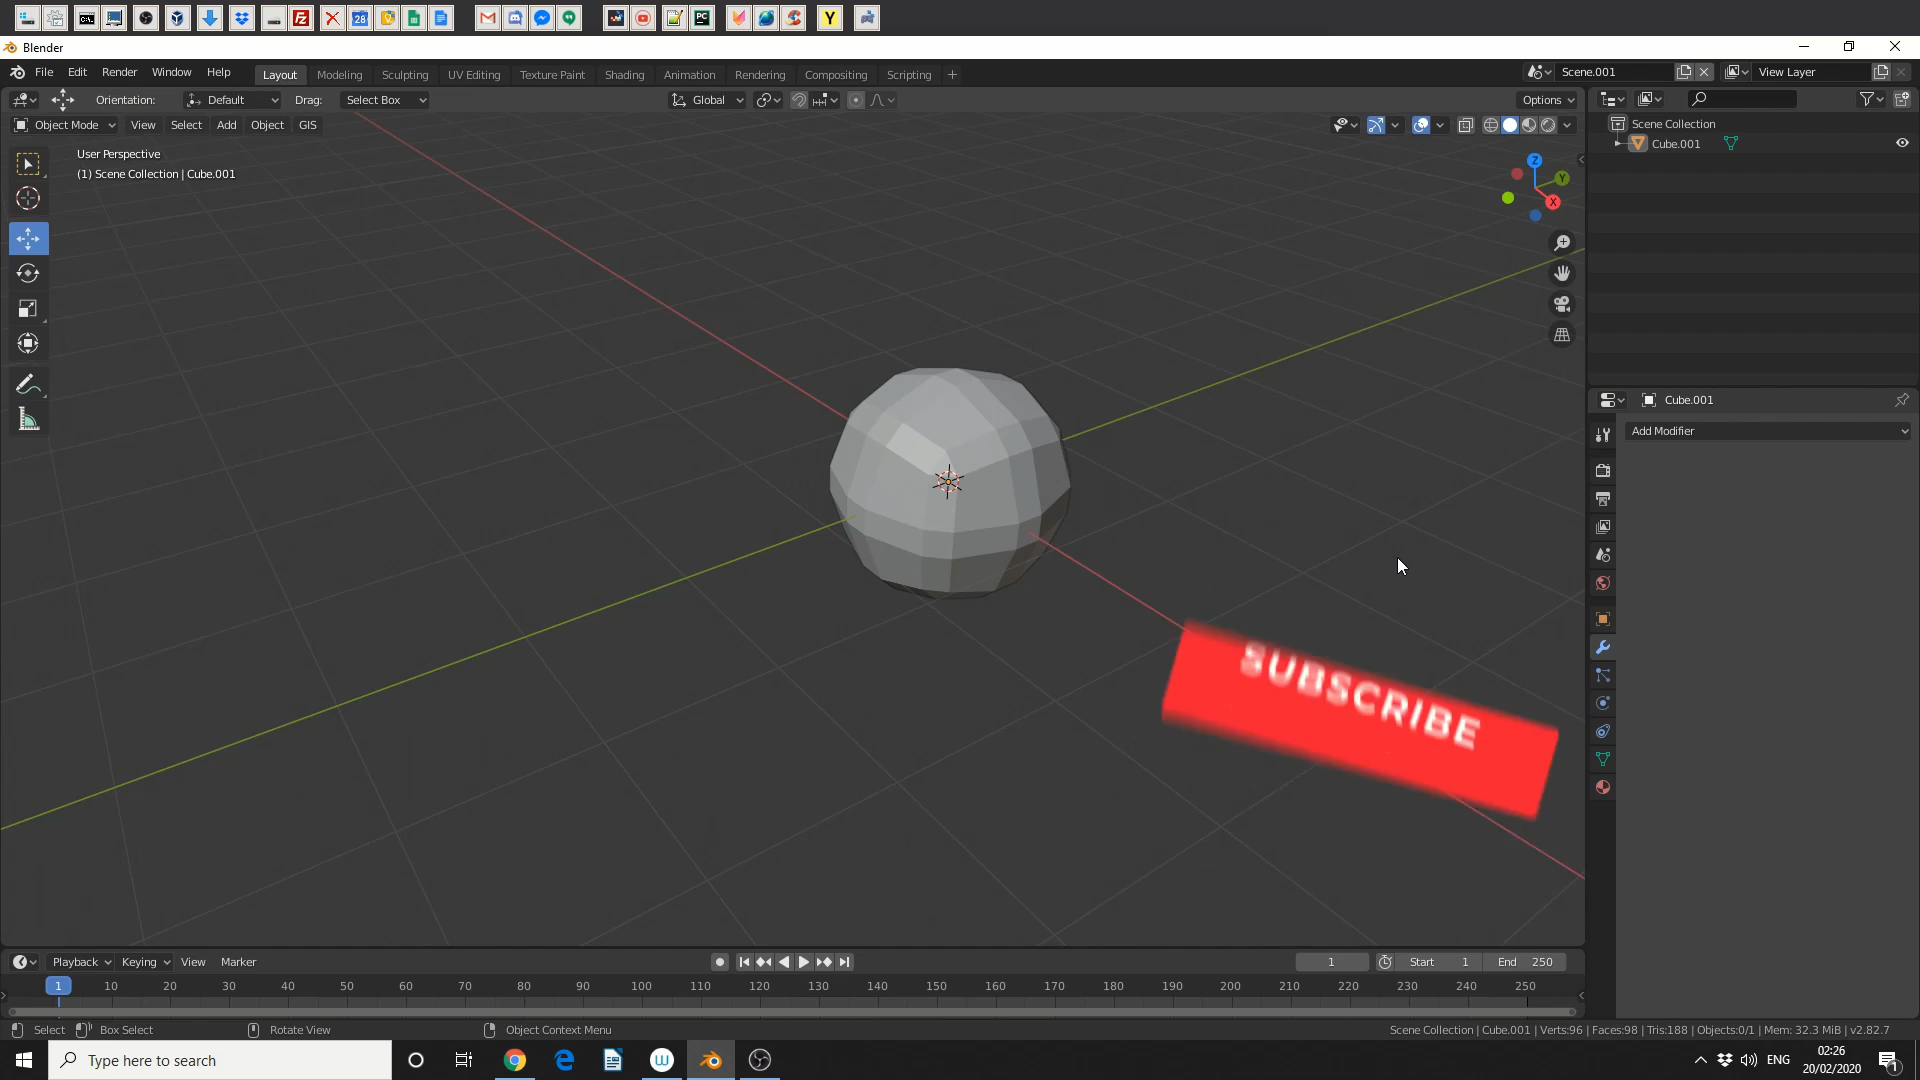 28
Y
Blender
File Edit Render Window Help
Layout Modeling Sculpting UV Editing Texture Paint Shading Animation Rendering Compositing Scripting +
Scene.001
View Layer
Orientation: Default Drag: Select Box
Global
Options
Object Mode View Select Add Object GIS
User Perspective
(1) Scene Collection | Cube.001
Z
Y
X
Scene Collection
Cube.001
Cube.001
Add Modifier
SUBSCRIBE
Playback Keying View Marker
1
Start 1 End 250
1 10 20 30 40 50 60 70 80 90 100 110 120 130 140 150 160 170 180 190 200 210 220 230 240 250
Select Box Select Rotate View Object Context Menu
Scene Collection | Cube.001 | Verts:96 | Faces:98 | Tris:188 | Objects:0/1 | Mem: 32.3 MiB | v2.82.7
Type here to search
ENG
02:26
20/02/2020
1